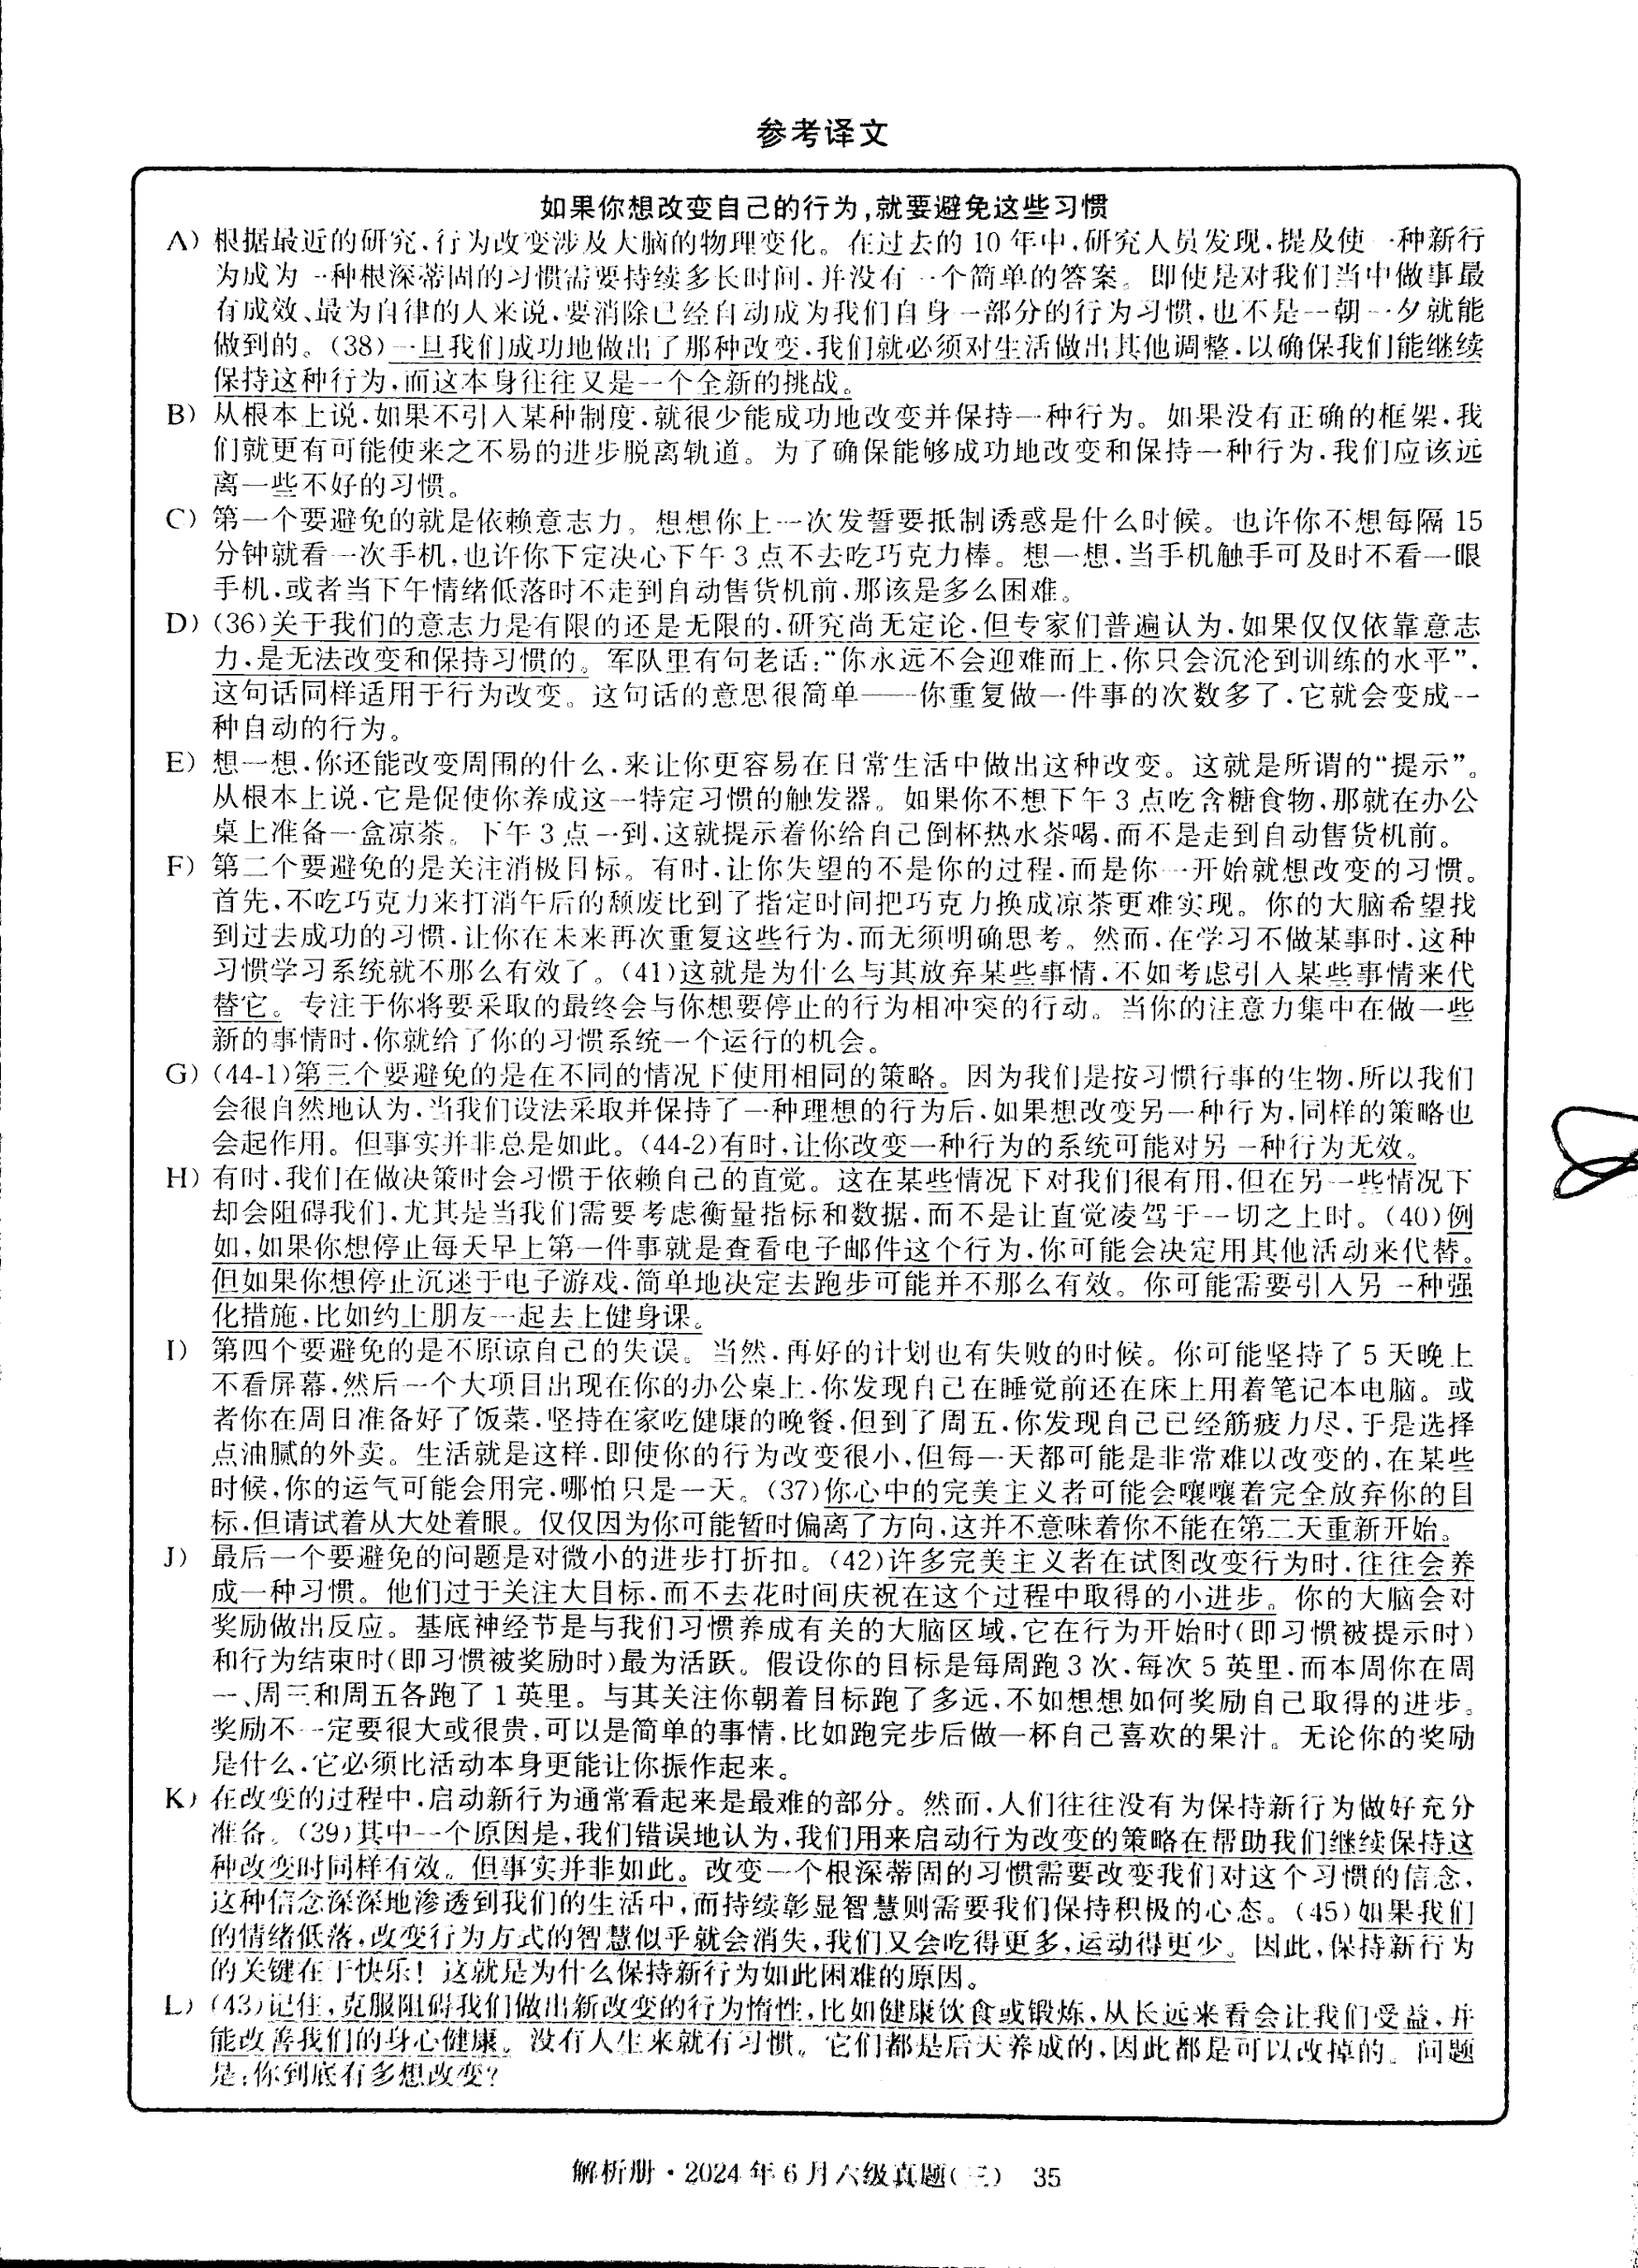 参考译文
如果你想改变自己的行为,就要避免这些习惯
A) 根据最近的研究,行为改变涉及大脑的物理变化。在过去的 10 年中,研究人员发现,提及使一种新行
为成为一种根深蒂固的习惯需要持续多长时间,并没有一个简单的答案。即使是对我们当中做事最
有成效、最为自律的人来说,要消除已经自动成为我们自身一部分的行为习惯,也不是一朝一夕就能
做到的。(38)一旦我们成功地做出了那种改变,我们就必须对生活做出其他调整,以确保我们能继续
保持这种行为,而这本身往往又是一个全新的挑战。
B) 从根本上说,如果不引入某种制度,就很少能成功地改变并保持一种行为。如果没有正确的框架,我
们就更有可能使来之不易的进步脱离轨道。为了确保能够成功地改变和保持一种行为,我们应该远
离一些不好的习惯。
C) 第一个要避免的就是依赖意志力。想想你上一次发誓要抵制诱惑是什么时候。也许你不想每隔 15
分钟就看一次手机,也许你下定决心下午 3 点不去吃巧克力棒。想一想,当手机触手可及时不看一眼
手机,或者当下午情绪低落时不走到自动售货机前,那该是多么困难。
D) (36)关于我们的意志力是有限的还是无限的,研究尚无定论,但专家们普遍认为,如果仅仅依靠意志
力,是无法改变和保持习惯的。军队里有句老话:“你永远不会迎难而上,你只会沉沦到训练的水平”,
这句话同样适用于行为改变。这句话的意思很简单——你重复做一件事的次数多了,它就会变成一
种自动的行为。
E) 想一想,你还能改变周围的什么,来让你更容易在日常生活中做出这种改变。这就是所谓的“提示”。
从根本上说,它是促使你养成这一特定习惯的触发器。如果你不想下午 3 点吃含糖食物,那就在办公
桌上准备一盒凉茶。下午 3 点一到,这就提示着你给自己倒杯热水茶喝,而不是走到自动售货机前。
F) 第二个要避免的是关注消极目标。有时,让你失望的不是你的过程,而是你一开始就想改变的习惯。
首先,不吃巧克力来打消午后的颓废比到了指定时间把巧克力换成凉茶更难实现。你的大脑希望找
到过去成功的习惯,让你在未来再次重复这些行为,而无须明确思考。然而,在学习不做某事时,这种
习惯学习系统就不那么有效了。(41)这就是为什么与其放弃某些事情,不如考虑引入某些事情来代
替它。专注于你将要采取的最终会与你想要停止的行为相冲突的行动。当你的注意力集中在做一些
新的事情时,你就给了你的习惯系统一个运行的机会。
G) (44-1)第三个要避免的是在不同的情况下使用相同的策略。因为我们是按习惯行事的生物,所以我们
会很自然地认为,当我们设法采取并保持了一种理想的行为后,如果想改变另一种行为,同样的策略也
会起作用。但事实并非总是如此。(44-2)有时,让你改变一种行为的系统可能对另一种行为无效。
H) 有时,我们在做决策时会习惯于依赖自己的直觉。这在某些情况下对我们很有用,但在另一些情况下
却会阻碍我们,尤其是当我们需要考虑衡量指标和数据,而不是让直觉凌驾于一切之上时。(40)例
如,如果你想停止每天早上第一件事就是查看电子邮件这个行为,你可能会决定用其他活动来代替。
但如果你想停止沉迷于电子游戏,简单地决定去跑步可能并不那么有效。你可能需要引入另一种强
化措施,比如约上朋友一起去上健身课。
I) 第四个要避免的是不原谅自己的失误。当然,再好的计划也有失败的时候。你可能坚持了 5 天晚上
不看屏幕,然后一个大项目出现在你的办公桌上,你发现自己在睡觉前还在床上用着笔记本电脑。或
者你在周日准备好了饭菜,坚持在家吃健康的晚餐,但到了周五,你发现自己已经筋疲力尽,于是选择
点油腻的外卖。生活就是这样,即使你的行为改变很小,但每一天都可能是非常难以改变的,在某些
时候,你的运气可能会用完,哪怕只是一天。(37)你心中的完美主义者可能会嚷嚷着完全放弃你的目
标,但请试着从大处着眼。仅仅因为你可能暂时偏离了方向,这并不意味着你不能在第二天重新开始。
J) 最后一个要避免的问题是对微小的进步打折扣。(42)许多完美主义者在试图改变行为时,往往会养
成一种习惯。他们过于关注大目标,而不去花时间庆祝在这个过程中取得的小进步。你的大脑会对
奖励做出反应。基底神经节是与我们习惯养成有关的大脑区域,它在行为开始时(即习惯被提示时)
和行为结束时(即习惯被奖励时)最为活跃。假设你的目标是每周跑 3 次,每次 5 英里,而本周你在周
一、周三和周五各跑了 1 英里。与其关注你朝着目标跑了多远,不如想想如何奖励自己取得的进步。
奖励不一定要很大或很贵,可以是简单的事情,比如跑完步后做一杯自己喜欢的果汁。无论你的奖励
是什么,它必须比活动本身更能让你振作起来。
K) 在改变的过程中,启动新行为通常看起来是最难的部分。然而,人们往往没有为保持新行为做好充分
准备。(39)其中一个原因是,我们错误地认为,我们用来启动行为改变的策略在帮助我们继续保持这
种改变时同样有效。但事实并非如此。改变一个根深蒂固的习惯需要改变我们对这个习惯的信念,
这种信念深深地渗透到我们的生活中,而持续彰显智慧则需要我们保持积极的心态。(45)如果我们
的情绪低落,改变行为方式的智慧似乎就会消失,我们又会吃得更多,运动得更少。因此,保持新行为
的关键在于快乐!这就是为什么保持新行为如此困难的原因。
L) (43)记住,克服阻碍我们做出新改变的行为惰性,比如健康饮食或锻炼,从长远来看会让我们受益,并
能改善我们的身心健康。没有人生来就有习惯。它们都是后天养成的,因此都是可以改掉的。问题
是:你到底有多想改变?
解析册·2024 年 6 月六级真题(三) 35